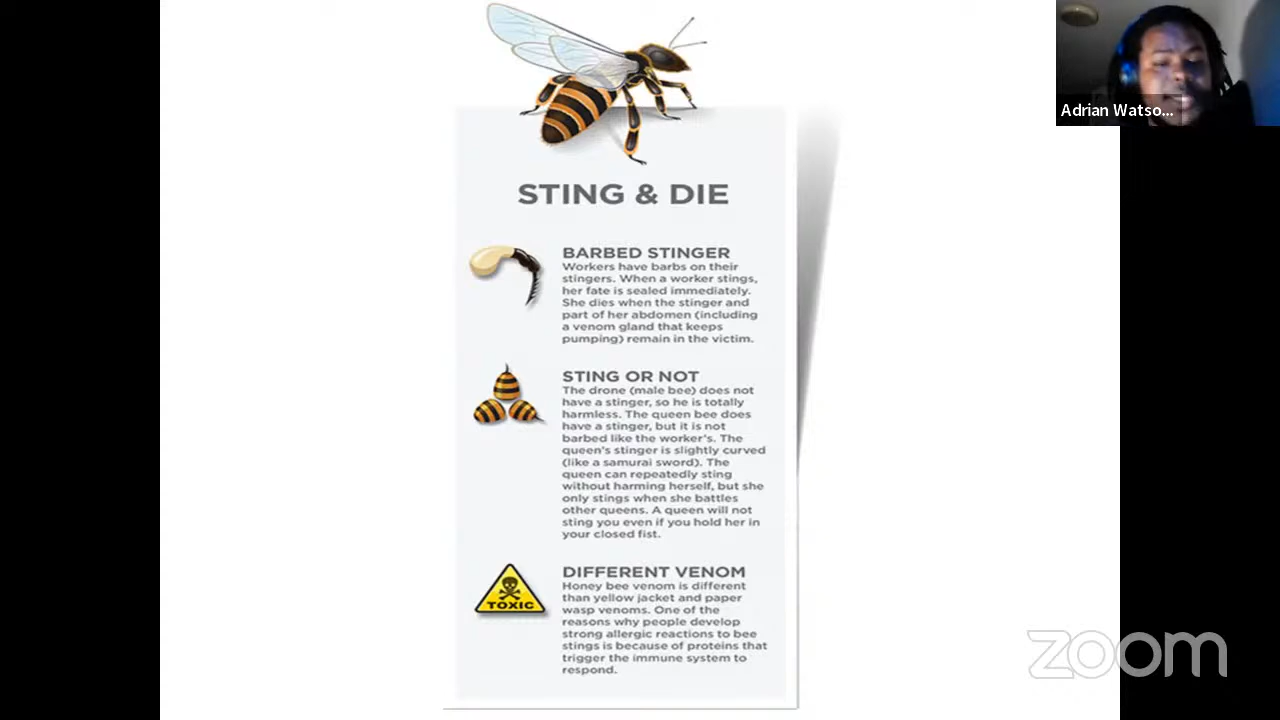 Adrian Watso...
STING & DIE
BARBED STINGER
Workers have barbs on their
stingers. When a worker stings,
her fate is sealed immediately.
She dies when the stinger and
part of her abdomen (including
a venom gland that keeps
pumping) remain in the victim.
STING OR NOT
The drone (male bee) does not
have a stinger, so he is totally
harmless. The queen bee does
have a stinger, but it is not
barbed like the worker's. The
queen's stinger is slightly curved
(like a samurai sword). The
queen can repeatedly sting
without harming herself, but she
only stings when she battles
other queens. A queen will not
sting you even if you hold her in
your closed fist.
TOXIC
DIFFERENT VENOM
Honey bee venom is different
than yellow jacket and paper
wasp venoms. One of the
reasons why people develop
strong allergic reactions to bee
stings is because of proteins that
trigger the immune system to
respond.
zoom